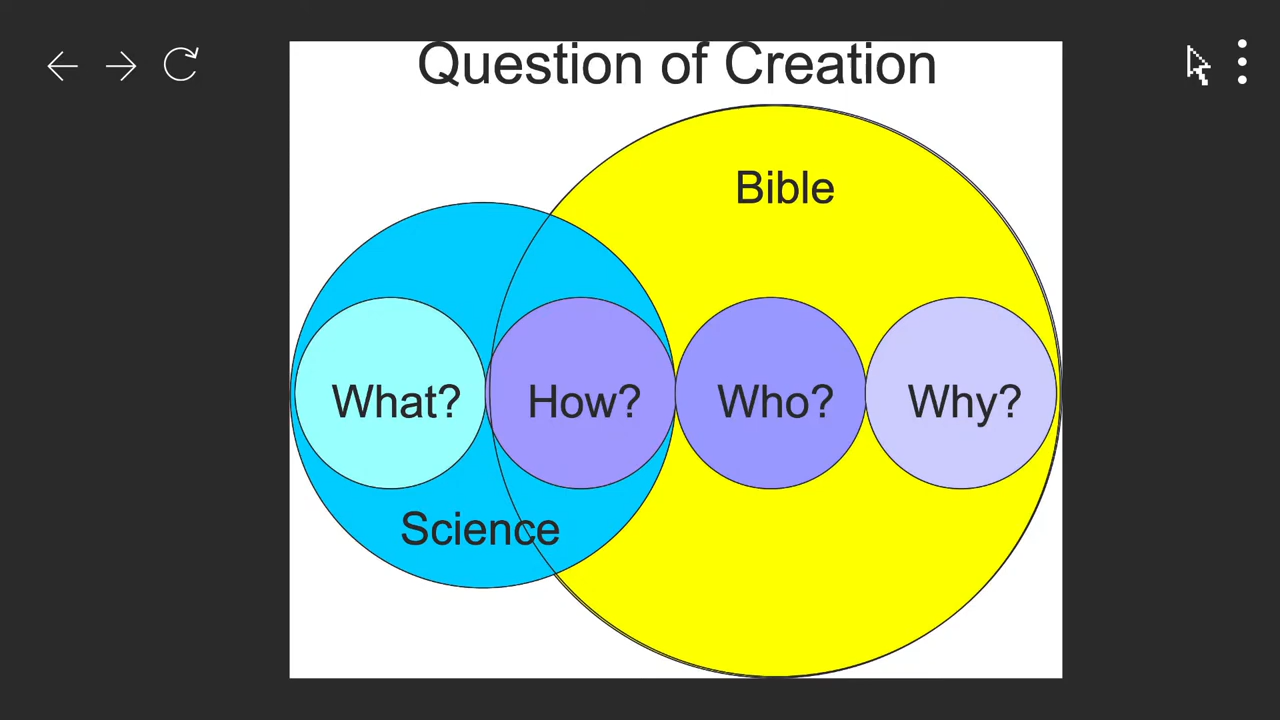 Question of Creation
Bible
What?
How?
Who?
Why?
Science